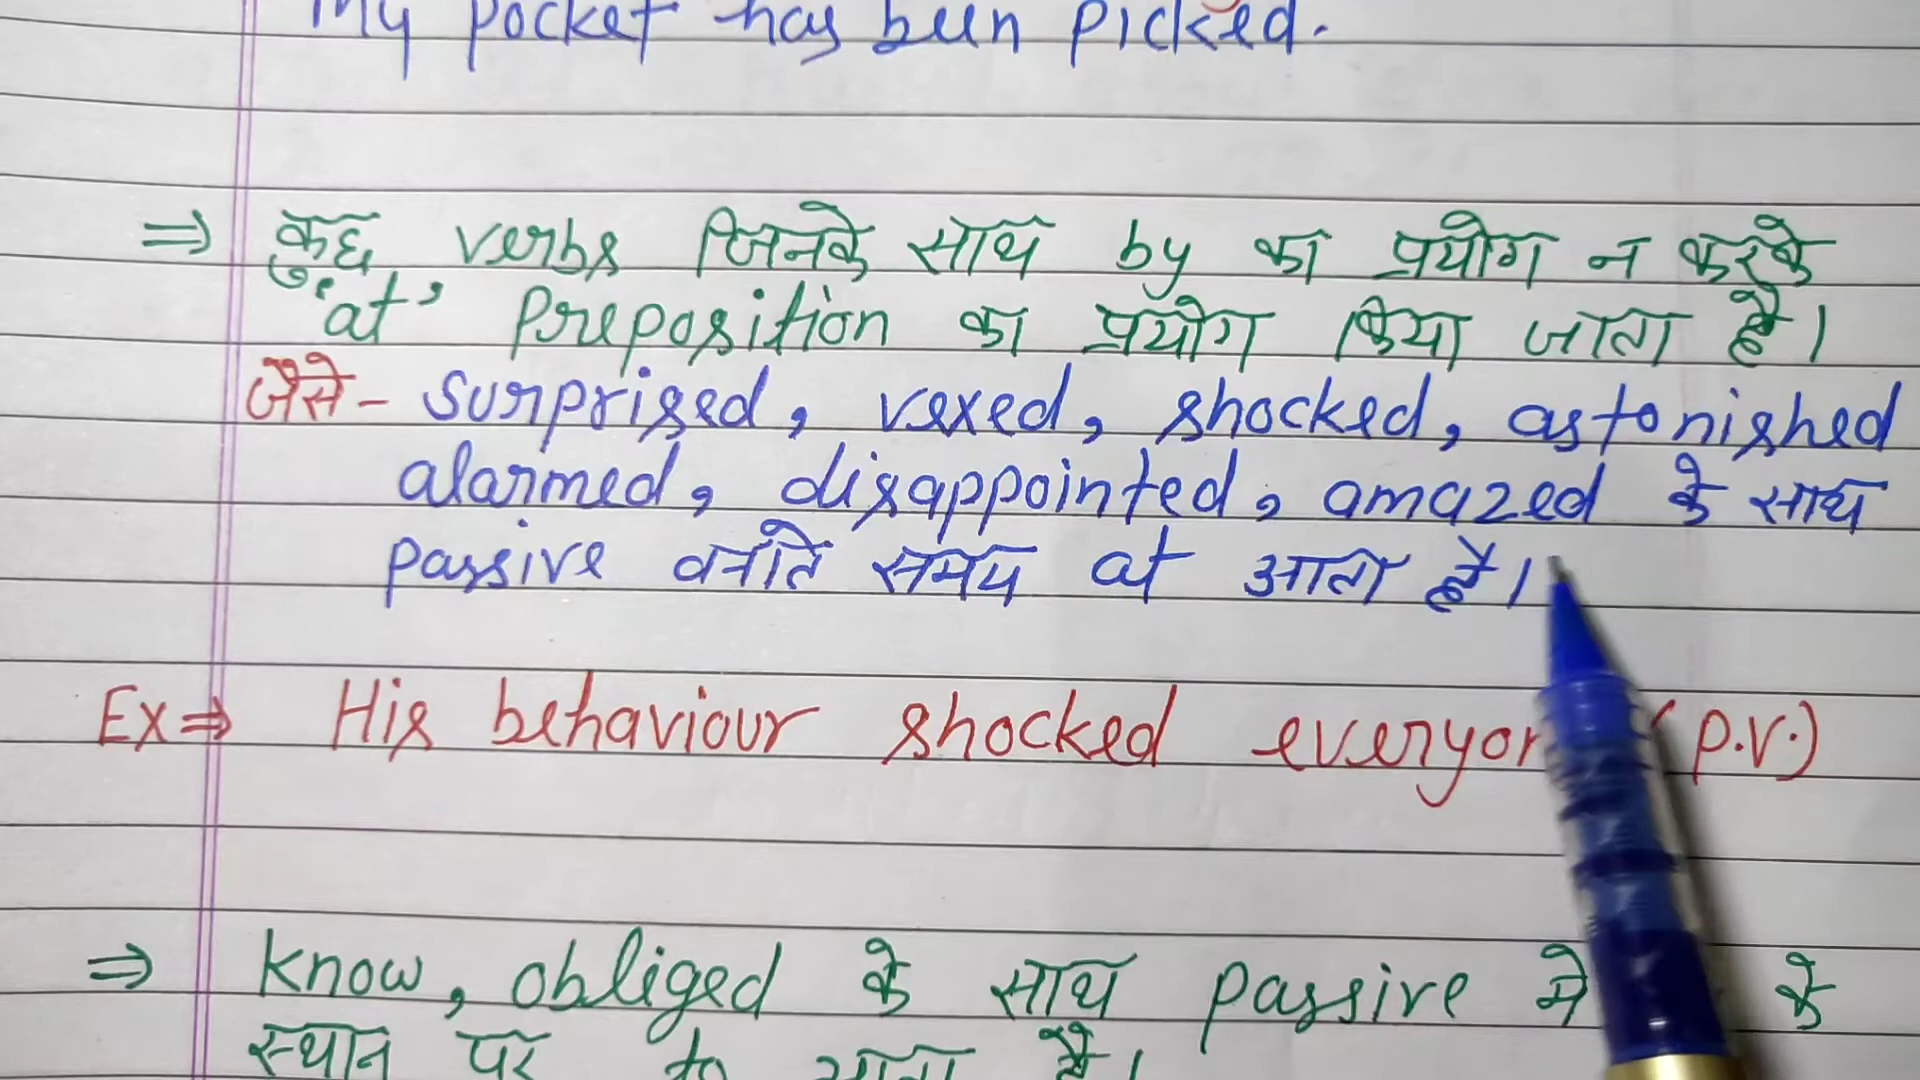 My pocket has been picked.
⇒ कुछ verbs जिनके साथ by का प्रयोग न करके
'at' Preposition का प्रयोग किया जाता है।
जैसे- surprised, vexed, shocked, astonished
alarmed, disappointed, amazed के साथ
passive बनाते समय at आता है।
Ex⇒ His behaviour shocked (P.V.)
⇒ know, obliged के साथ passive मे के
स्थान पर to आता है।